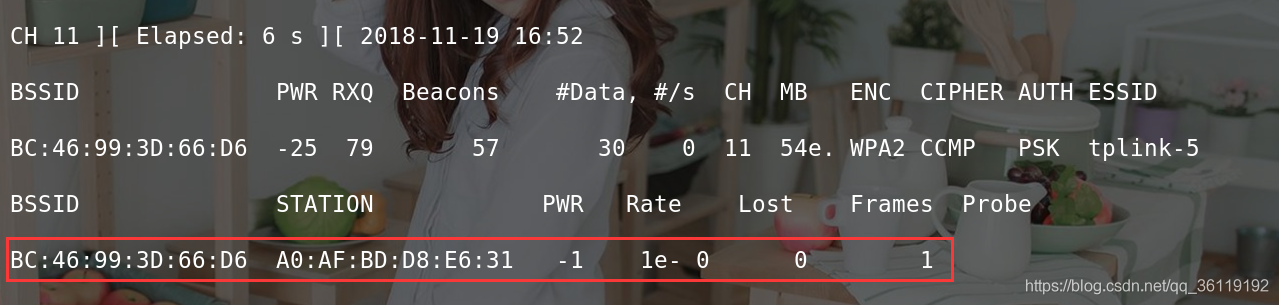 CH 11 ][ Elapsed: 6 s ][ 2018-11-19 16:52
BSSID PWR RXQ Beacons #Data, #/s CH MB ENC CIPHER AUTH ESSID
BC:46:99:3D:66:D6 -25 79 57 30 0 11 54e. WPA2 CCMP PSK tplink-5
BSSID STATION PWR Rate Lost Frames Probe
BC:46:99:3D:66:D6 A0:AF:BD:D8:E6:31 -1 1e- 0 0 1
https://blog.csdn.net/qq_36119192